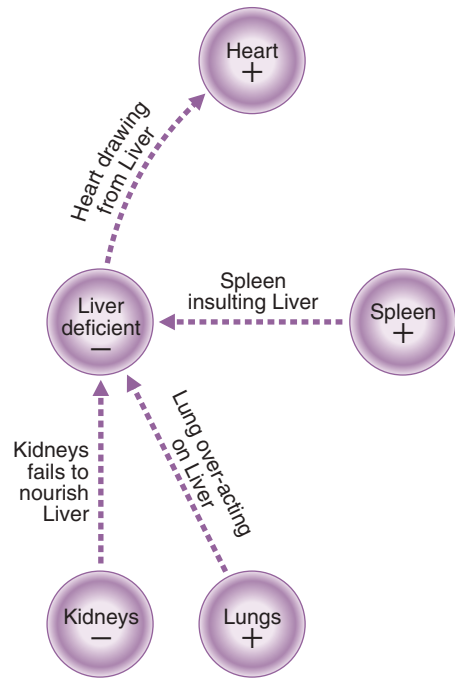 Heart
+
Heart drawing
from Liver
Liver
deficient
–
Spleen
insulting Liver
Spleen
+
Kidneys
fails to
nourish
Liver
Lung over-acting
on Liver
Kidneys
–
Lungs
+